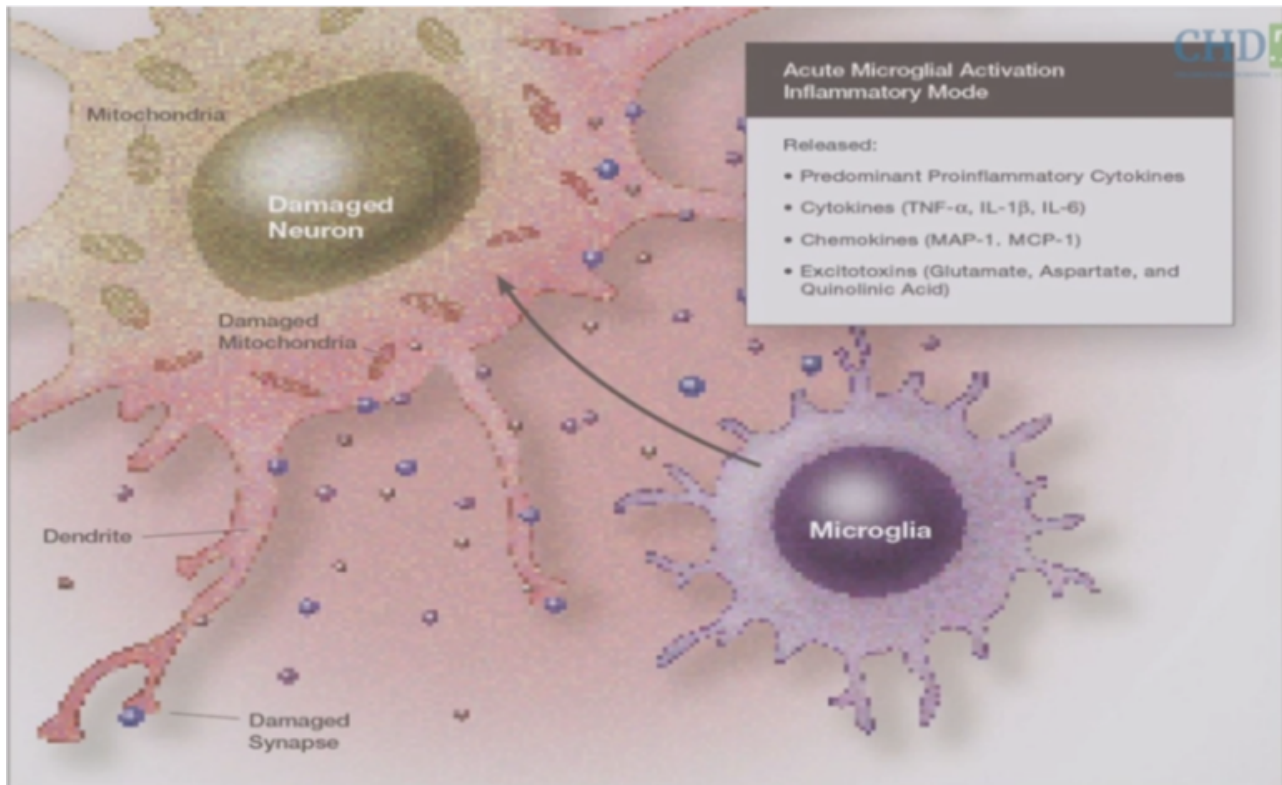 CHD
Acute Microglial Activation
Inflammatory Mode
Released:
• Predominant Proinflammatory Cytokines
• Cytokines (TNF-α, IL-1β, IL-6)
• Chemokines (MAP-1. MCP-1)
• Excitotoxins (Glutamate, Aspartate, and
Quinolinic Acid)
Mitochondria
Damaged
Neuron
Damaged
Mitochondria
Microglia
Dendrite
Damaged
Synapse